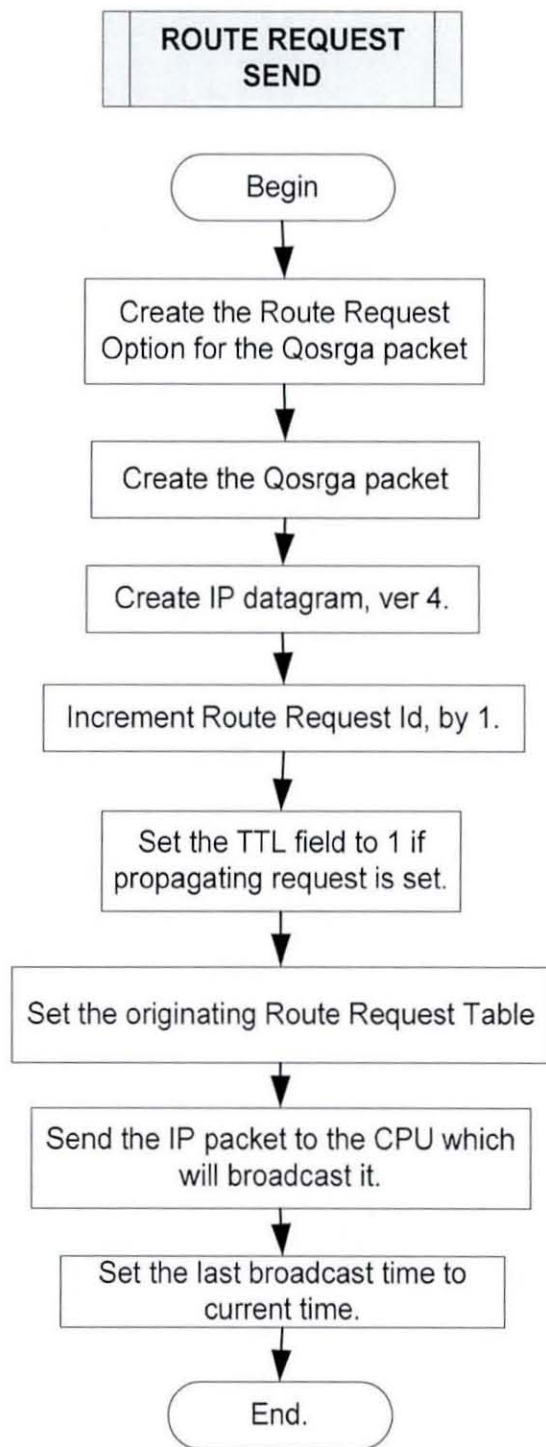 ROUTE REQUEST
SEND
Begin
Create the Route Request
Option for the Qosrga packet
Create the Qosrga packet
Create IP datagram, ver 4.
Increment Route Request Id, by 1.
Set the TTL field to 1 if
propagating request is set.
Set the originating Route Request Table
Send the IP packet to the CPU which
will broadcast it.
Set the last broadcast time to
current time.
End.